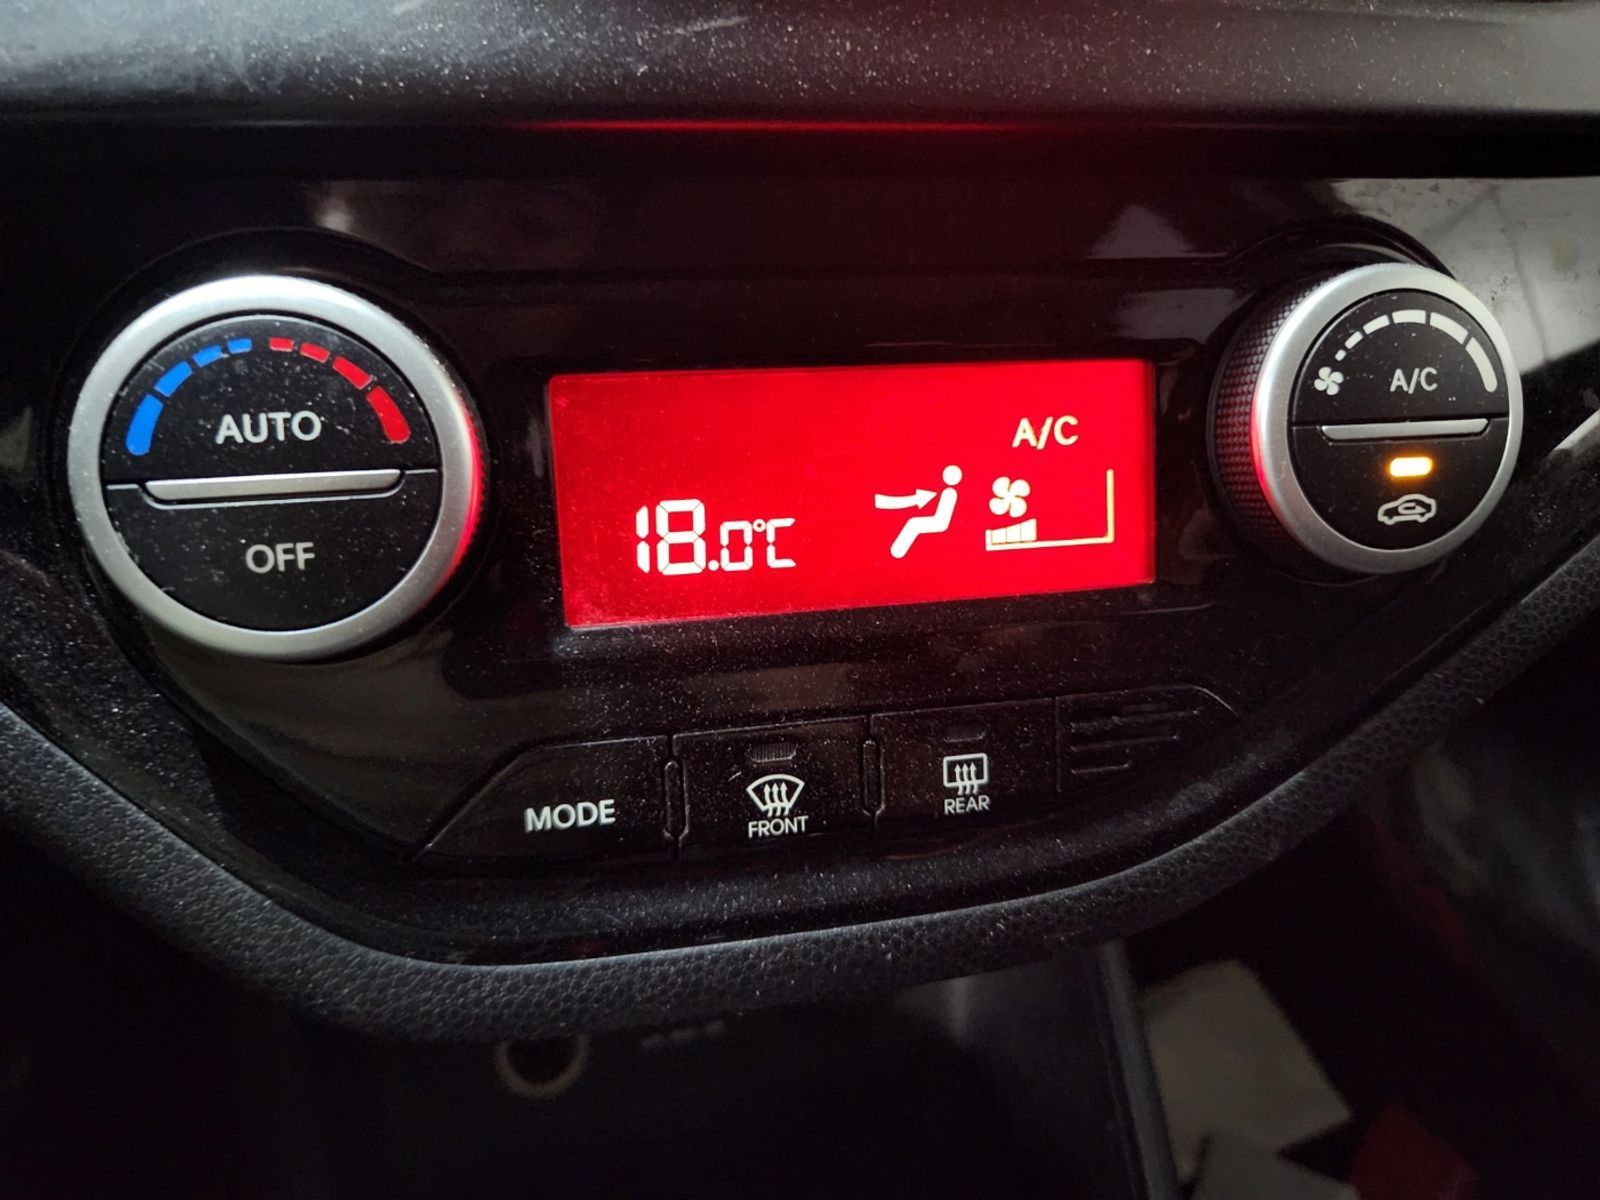 AUTO
OFF
A/C
18.0°C
A/C
MODE
FRONT
REAR